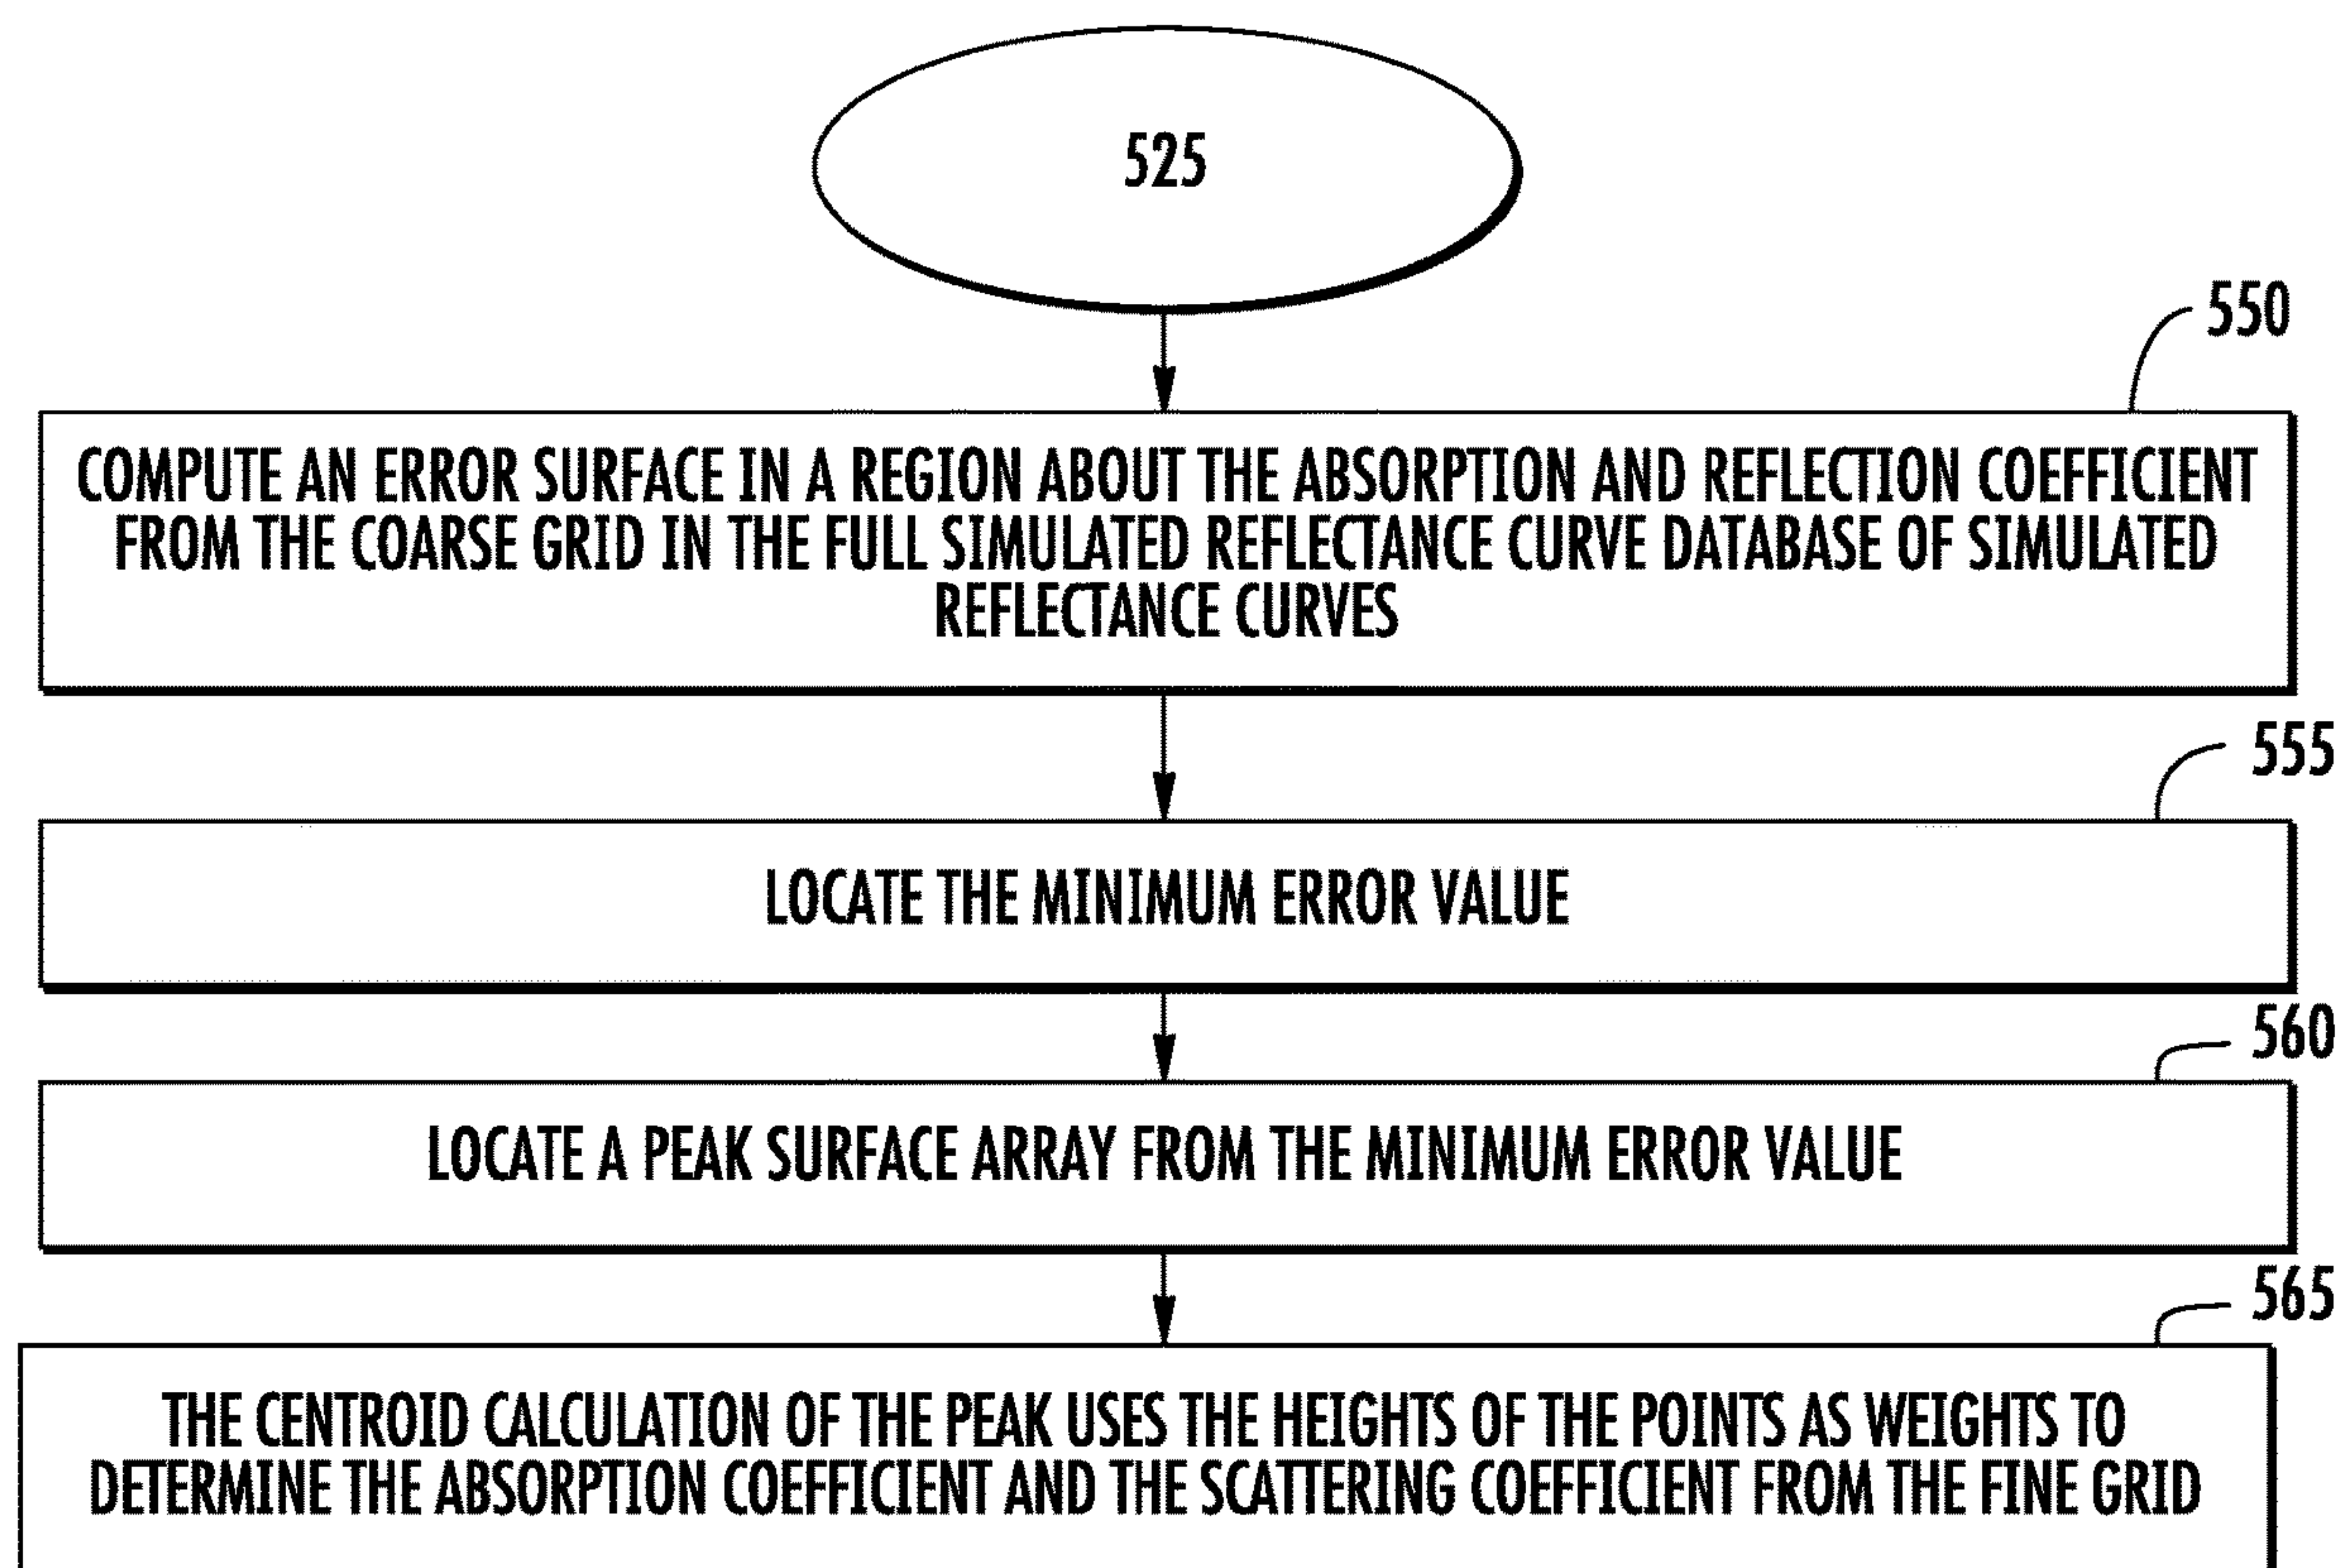 525
550
COMPUTE AN ERROR SURFACE IN A REGION ABOUT THE ABSORPTION AND REFLECTION COEFFICIENT
FROM THE COARSE GRID IN THE FULL SIMULATED REFLECTANCE CURVE DATABASE OF SIMULATED
REFLECTANCE CURVES
555
LOCATE THE MINIMUM ERROR VALUE
560
LOCATE A PEAK SURFACE ARRAY FROM THE MINIMUM ERROR VALUE
565
THE CENTROID CALCULATION OF THE PEAK USES THE HEIGHTS OF THE POINTS AS WEIGHTS TO
DETERMINE THE ABSORPTION COEFFICIENT AND THE SCATTERING COEFFICIENT FROM THE FINE GRID